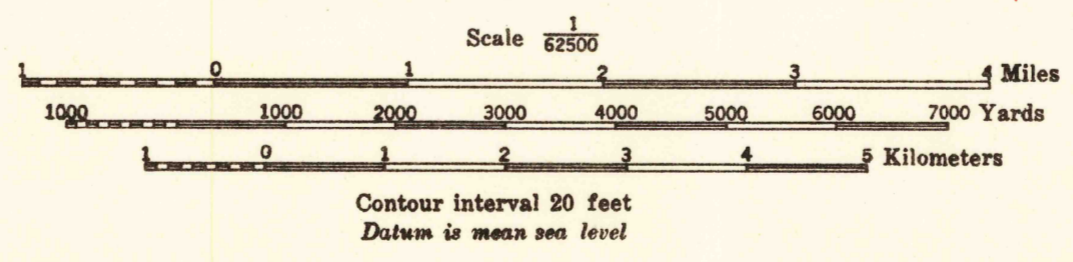 Scale 1/62500
1 0 1 2 3 4 Miles
1000 1000 2000 3000 4000 5000 6000 7000 Yards
1 0 1 2 3 4 5 Kilometers
Contour interval 20 feet
Datum is mean sea level